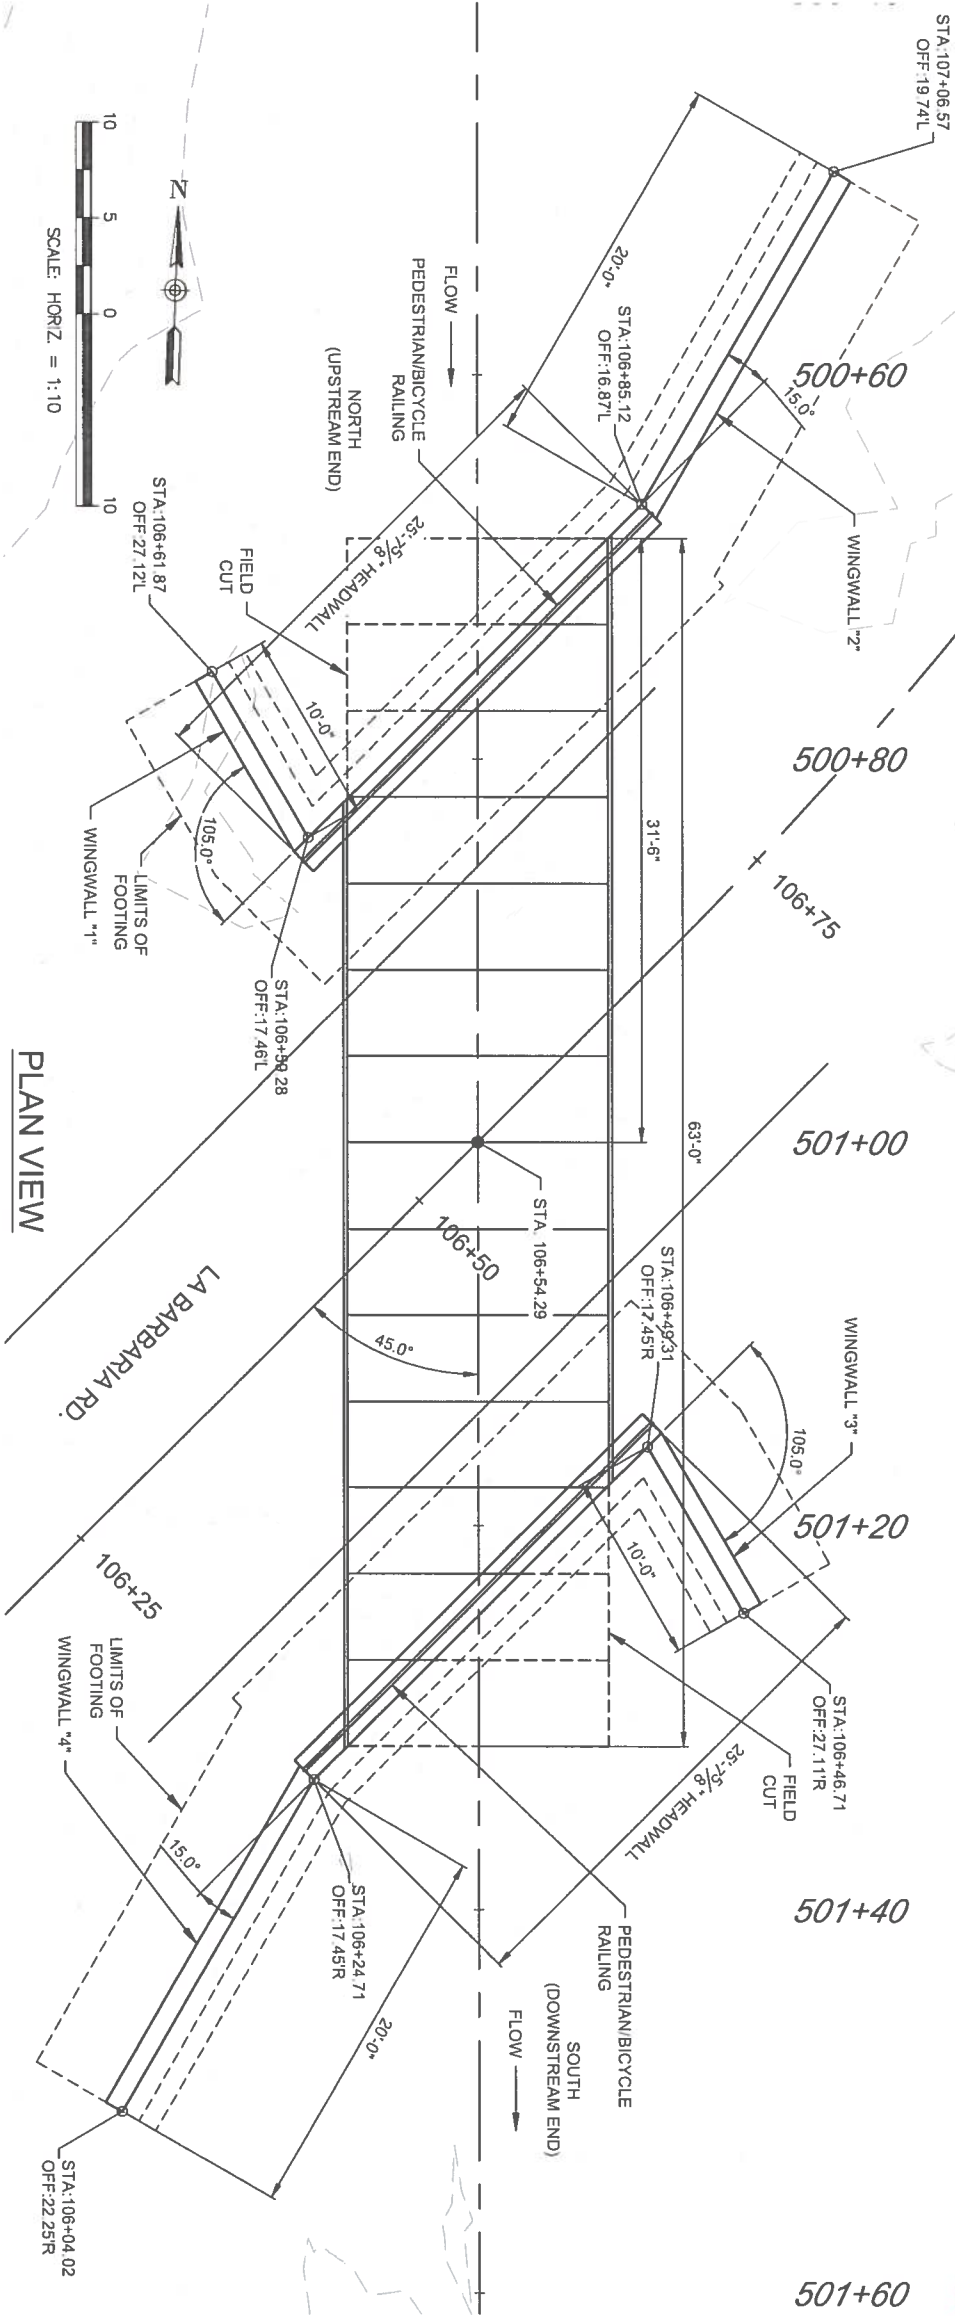 STA:107+06.57
OFF:19.74'L
10
5
0
10
N
SCALE: HORIZ. = 1:10
20'-0"
FLOW
PEDESTRIAN/BICYCLE
RAILING
STA:106+85.12
OFF:16.87'L
500+60
15.0°
WINGWALL "2"
NORTH
(UPSTREAM END)
25'-7 5/8" HEADWALL
STA:106+61.87
OFF:27.12'L
FIELD
CUT
10'-0"
105.0°
WINGWALL "1"
LIMITS OF
FOOTING
STA:106+59.28
OFF:17.46'L
500+80
31'-6"
106+75
63'-0"
501+00
PLAN VIEW
STA. 106+54.29
106+50
LA BARBARIA RD.
45.0°
STA:106+49.31
OFF:17.45'R
WINGWALL "3"
105.0°
501+20
10'-0"
106+25
LIMITS OF
FOOTING
WINGWALL "4"
STA:106+46.71
OFF:27.11'R
FIELD
CUT
25'-7 5/8" HEADWALL
15.0°
STA:106+24.71
OFF:17.45'R
501+40
PEDESTRIAN/BICYCLE
RAILING
SOUTH
(DOWNSTREAM END)
FLOW
20'-0"
STA:106+04.02
OFF:22.25'R
501+60